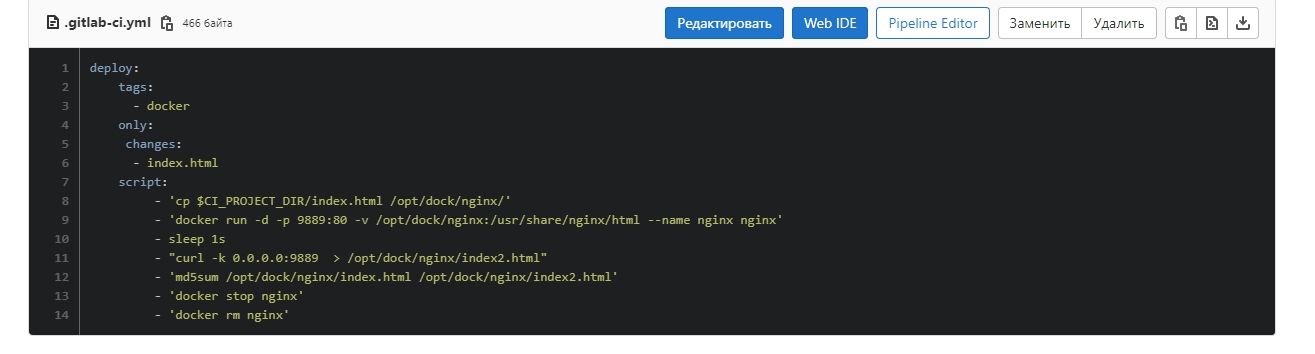 .gitlab-ci.yml 466 байта Редактировать Web IDE Pipeline Editor Заменить Удалить
1 deploy:
2     tags:
3       - docker
4     only:
5      changes:
6       - index.html
7     script:
8          - 'cp $CI_PROJECT_DIR/index.html /opt/dock/nginx/'
9          - 'docker run -d -p 9889:80 -v /opt/dock/nginx:/usr/share/nginx/html --name nginx nginx'
10          - sleep 1s
11          - "curl -k 0.0.0.0:9889  > /opt/dock/nginx/index2.html"
12          - 'md5sum /opt/dock/nginx/index.html /opt/dock/nginx/index2.html'
13          - 'docker stop nginx'
14          - 'docker rm nginx'